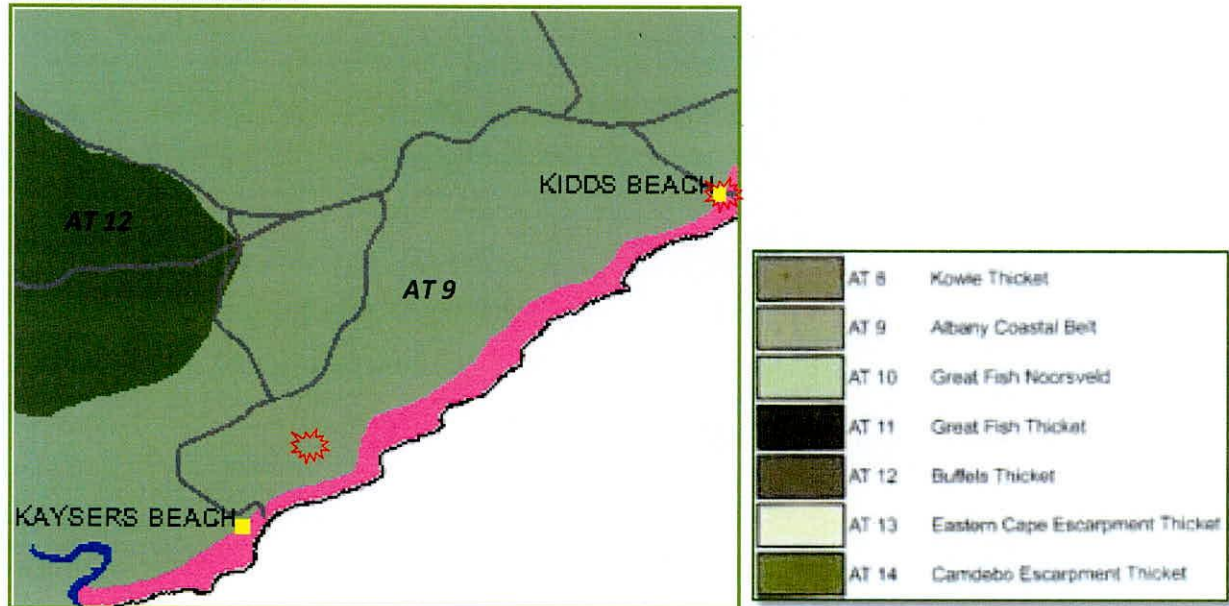 KIDDS BEACH
AT 12
AT 9
KAYSERS BEACH
AT 8 Kowie Thicket
AT 9 Albany Coastal Belt
AT 10 Great Fish Noorsveld
AT 11 Great Fish Thicket
AT 12 Buffels Thicket
AT 13 Eastern Cape Escarpment Thicket
AT 14 Camdebo Escarpment Thicket